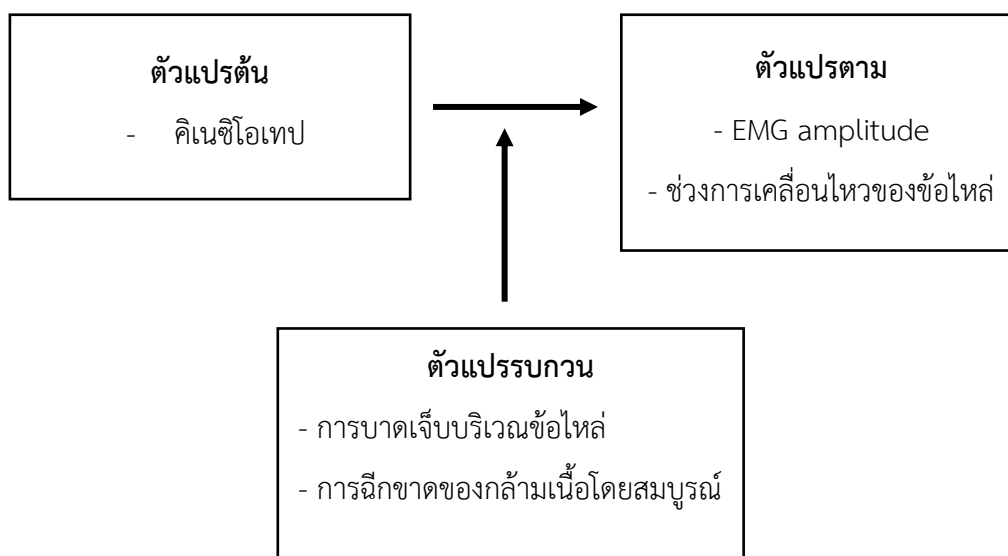 ตัวแปรต้น
- คิเนซิโอเทป
ตัวแปรตาม
- EMG amplitude
- ช่วงการเคลื่อนไหวของข้อไหล่
ตัวแปรรบกวน
- การบาดเจ็บบริเวณข้อไหล่
- การฉีกขาดของกล้ามเนื้อโดยสมบูรณ์